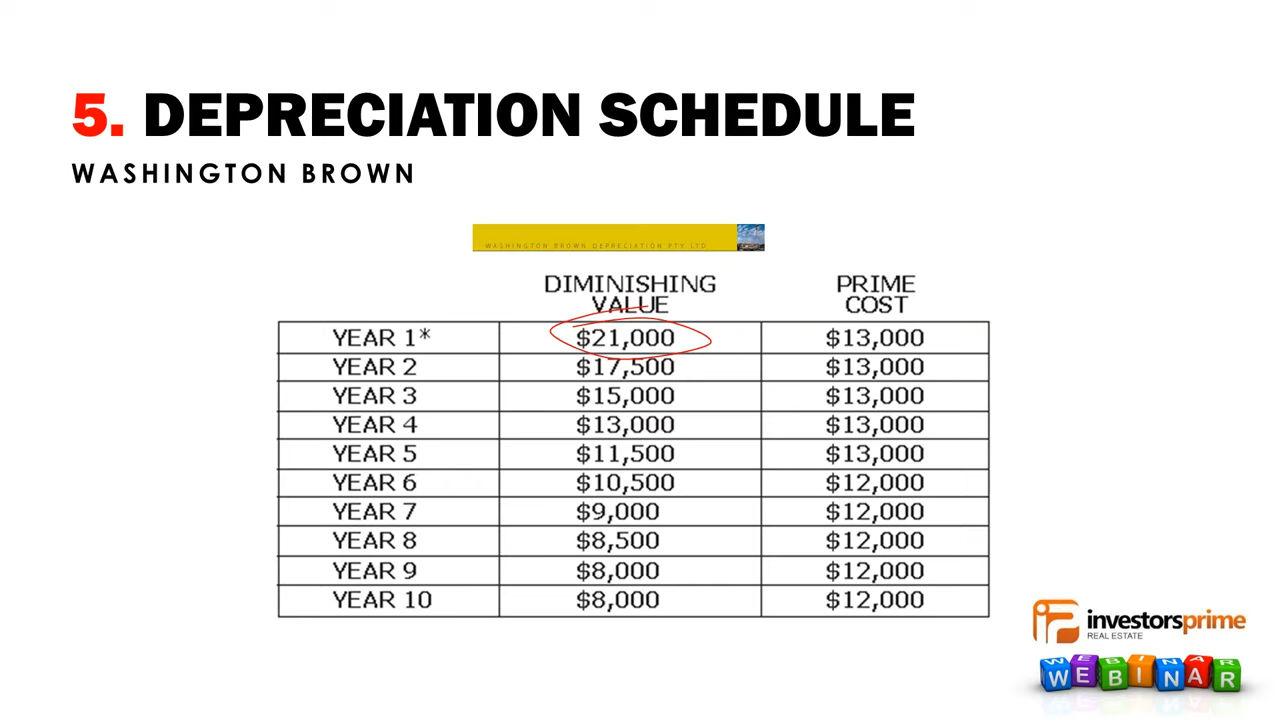 5. DEPRECIATION SCHEDULE
WASHINGTON BROWN
WASHINGTON BROWN DEPRECIATION PTY LTD
DIMINISHING VALUE PRIME COST
YEAR 1* $21,000 $13,000
YEAR 2 $17,500 $13,000
YEAR 3 $15,000 $13,000
YEAR 4 $13,000 $13,000
YEAR 5 $11,500 $13,000
YEAR 6 $10,500 $12,000
YEAR 7 $9,000 $12,000
YEAR 8 $8,500 $12,000
YEAR 9 $8,000 $12,000
YEAR 10 $8,000 $12,000
investorsprime
REAL ESTATE
WEBINAR